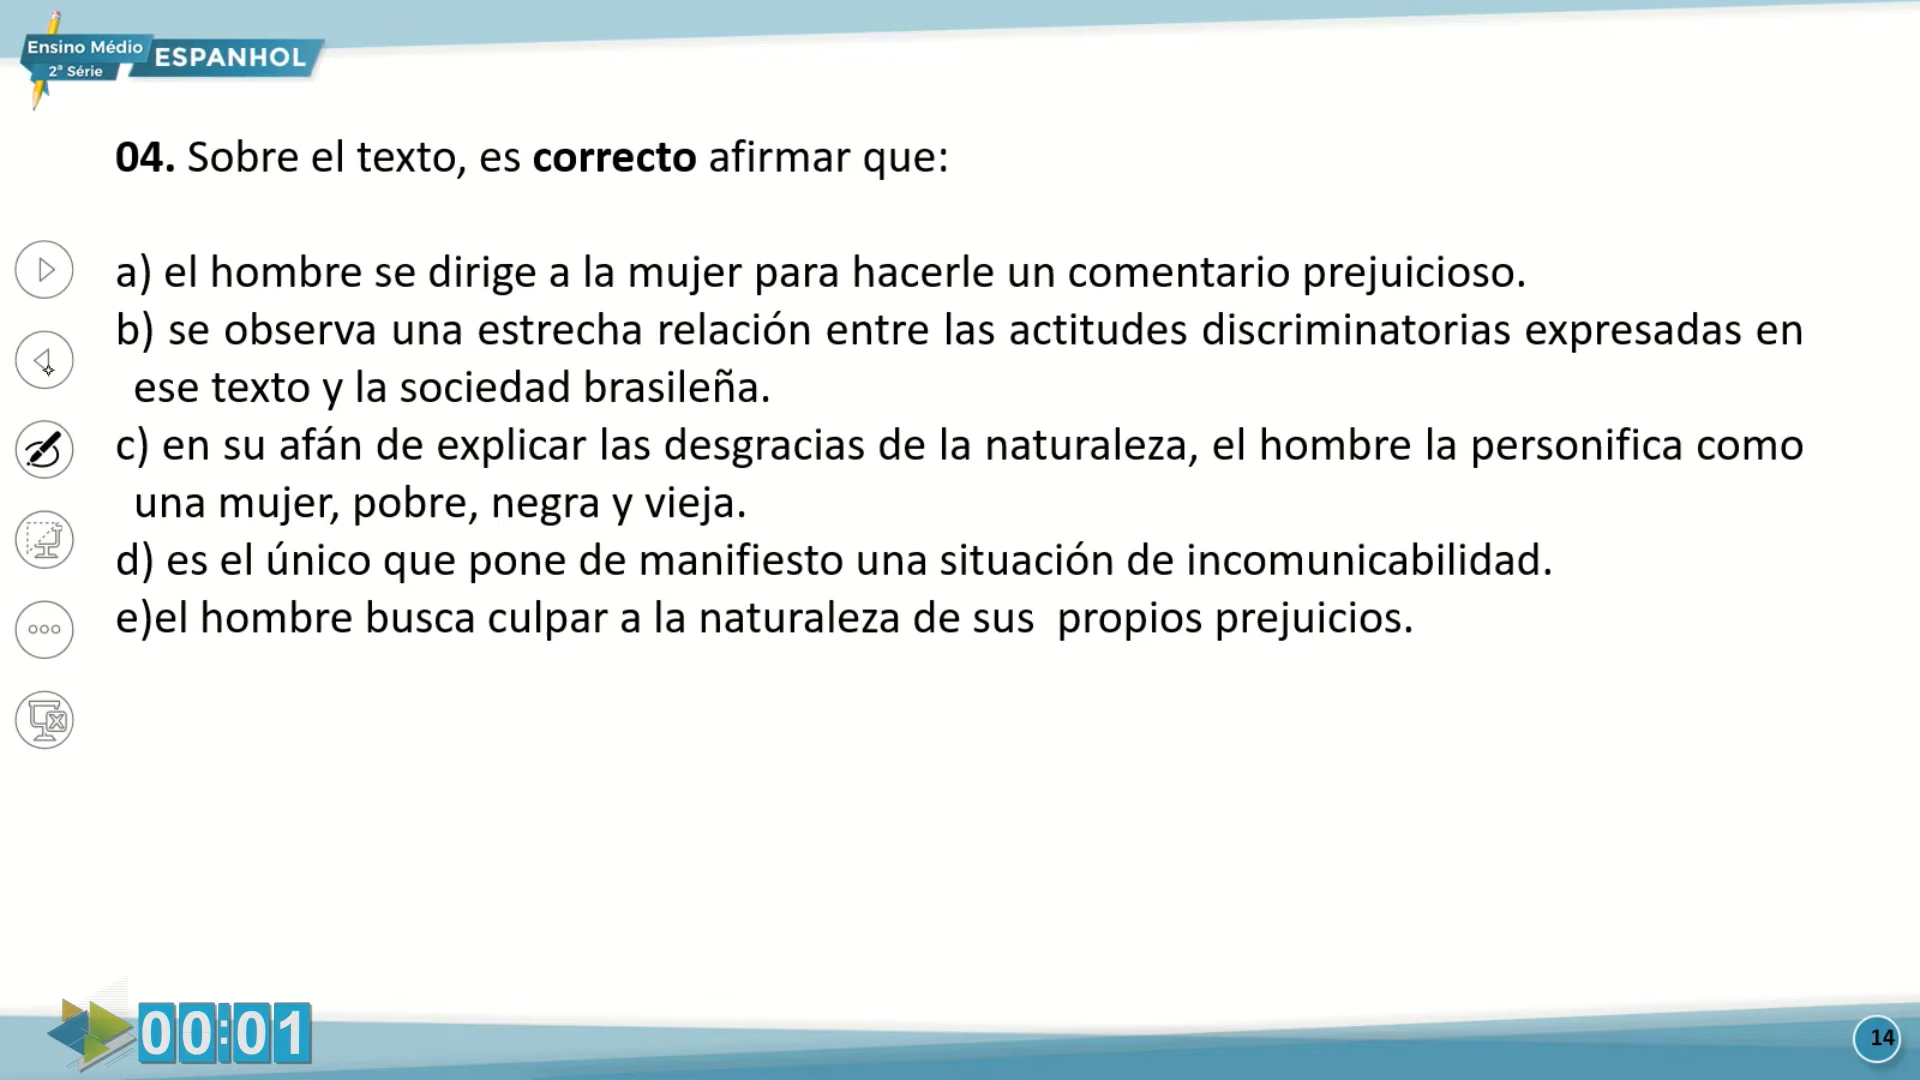 Ensino Médio
2ª Série
ESPANHOL
04. Sobre el texto, es correcto afirmar que:
a) el hombre se dirige a la mujer para hacerle un comentario prejuicioso.
b) se observa una estrecha relación entre las actitudes discriminatorias expresadas en
ese texto y la sociedad brasileña.
c) en su afán de explicar las desgracias de la naturaleza, el hombre la personifica como
una mujer, pobre, negra y vieja.
d) es el único que pone de manifiesto una situación de incomunicabilidad.
e)el hombre busca culpar a la naturaleza de sus  propios prejuicios.
00:01
14